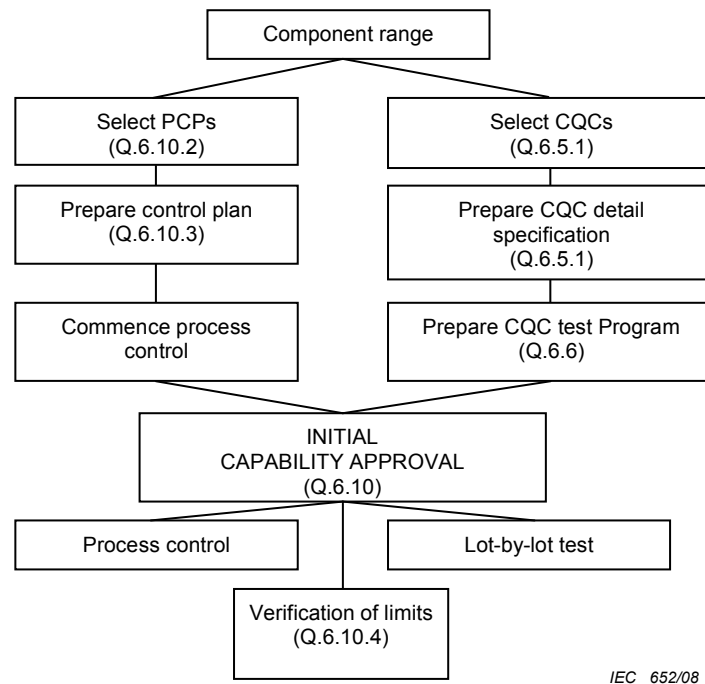 Component range
Select PCPs
(Q.6.10.2)
Select CQCs
(Q.6.5.1)
Prepare control plan
(Q.6.10.3)
Prepare CQC detail
specification
(Q.6.5.1)
Commence process
control
Prepare CQC test Program
(Q.6.6)
INITIAL
CAPABILITY APPROVAL
(Q.6.10)
Process control
Lot-by-lot test
Verification of limits
(Q.6.10.4)
IEC 652/08